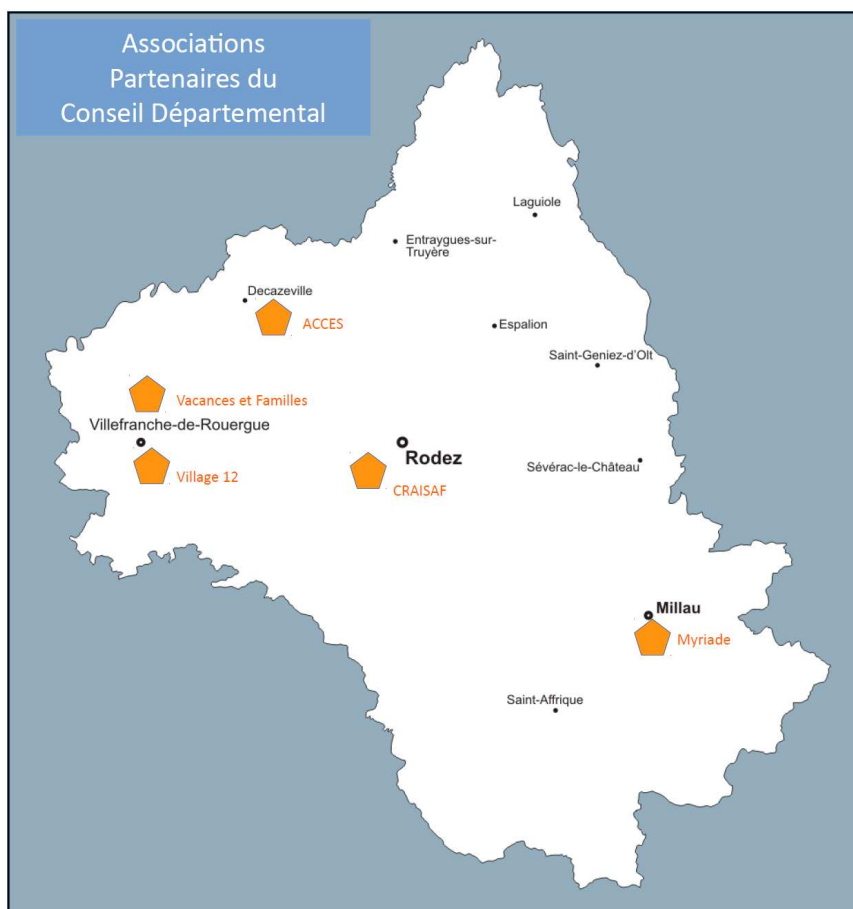 Associations
Partenaires du
Conseil Départemental
Laguiole
Entraygues-sur-
Truyère
Decazeville
ACCES
Espalion
Saint-Geniez-d'Olt
Vacances et Familles
Villefranche-de-Rouergue
Rodez
Sévérac-le-Château
Village 12
CRAISAF
Millau
Myriade
Saint-Affrique